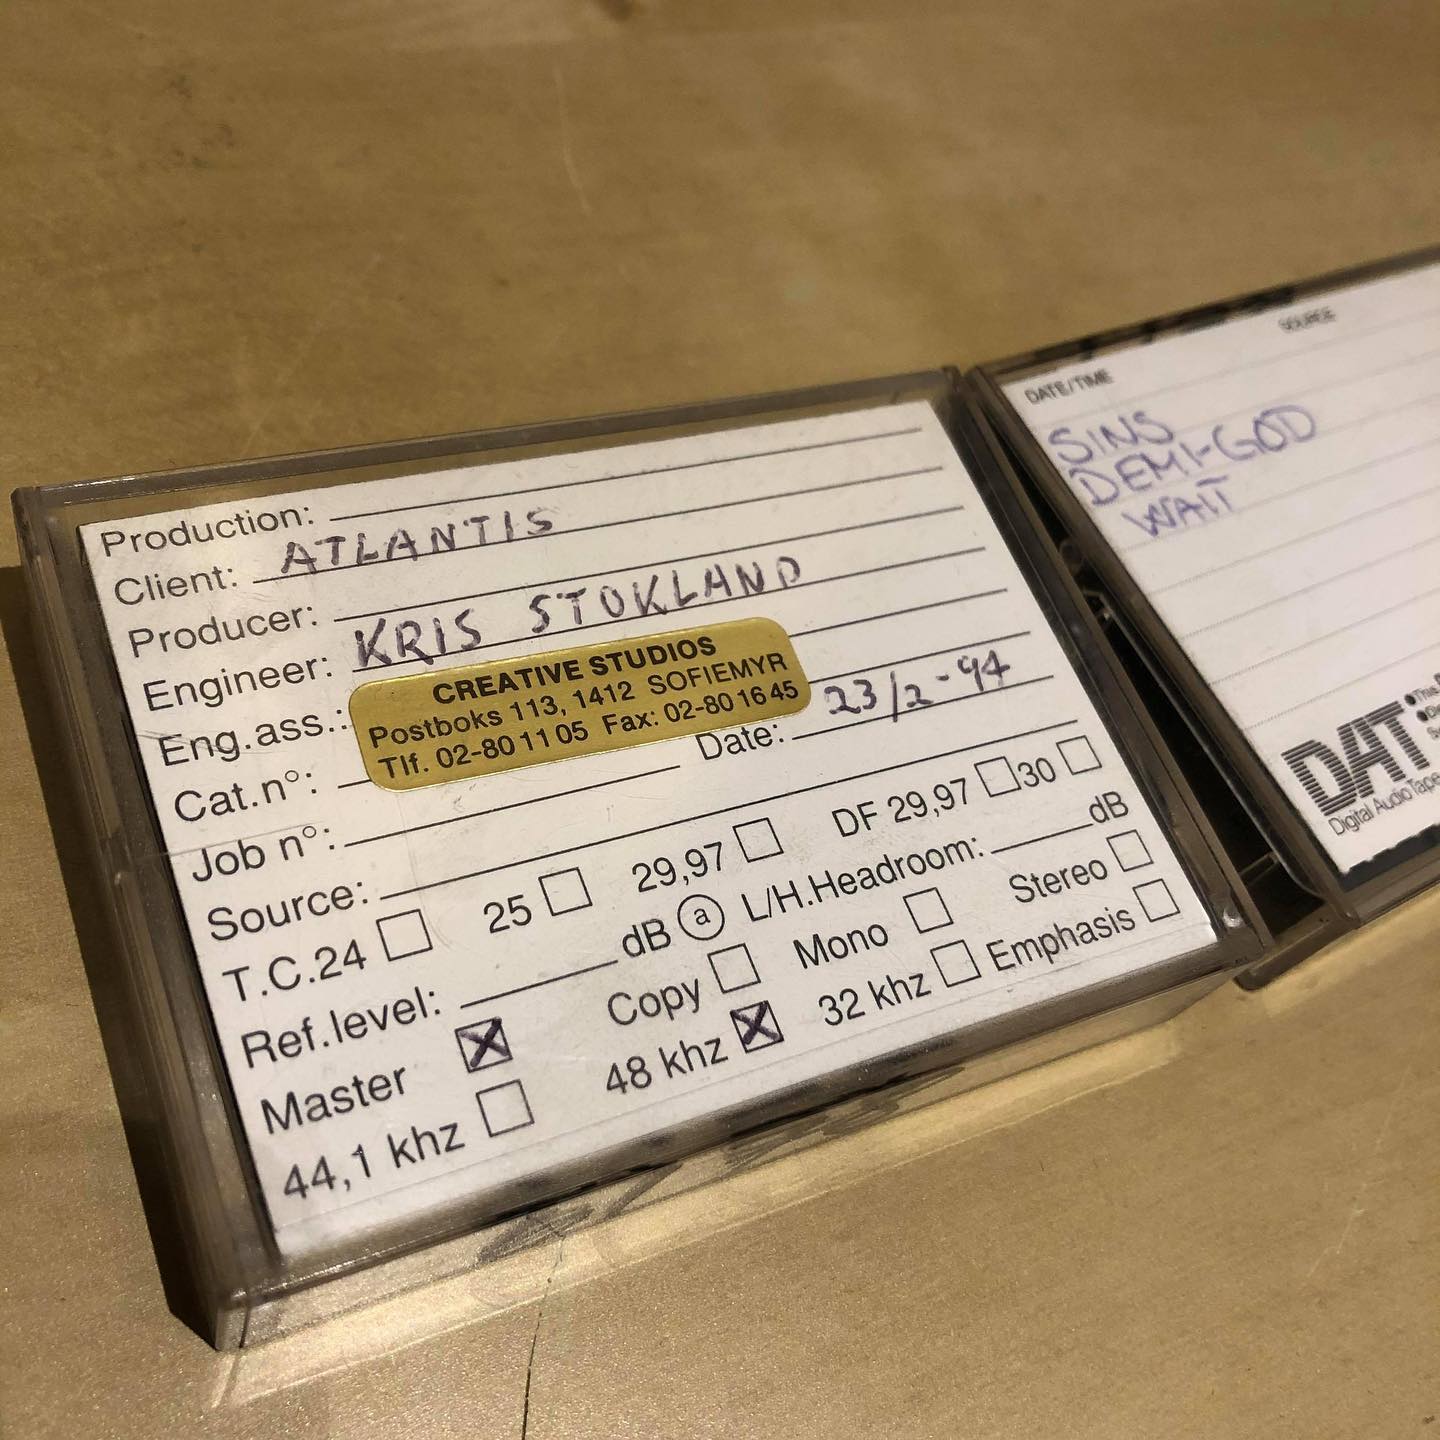 Production:
Client: ATLANTIS
Producer:
Engineer: KRIS STOKLAND
Eng.ass.:
CREATIVE STUDIOS
Postboks 113, 1412 SOFIEMYR
Tlf. 02-80 11 05 Fax: 02-80 16 45
Cat.n°:
Date: 23/2-94
Job n°:
Source:
T.C.24 25 29,97 DF 29,97 30
Ref.level: dB a L/H.Headroom: dB
Master Copy Mono Stereo
44,1 khz 48 khz 32 khz Emphasis
DATE/TIME SOURCE
SINS
DEMI-GOD
WAIT
DAT
Digital Audio Tape